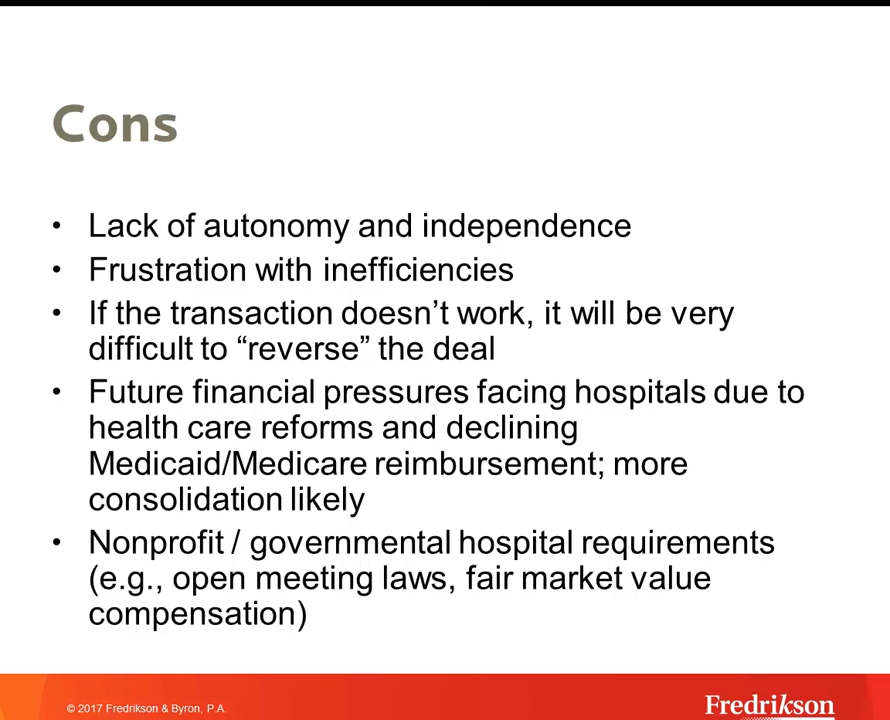 Cons
• Lack of autonomy and independence
• Frustration with inefficiencies
• If the transaction doesn’t work, it will be very
difficult to “reverse” the deal
• Future financial pressures facing hospitals due to
health care reforms and declining
Medicaid/Medicare reimbursement; more
consolidation likely
• Nonprofit / governmental hospital requirements
(e.g., open meeting laws, fair market value
compensation)
© 2017 Fredrikson & Byron, P.A.
Fredrikson